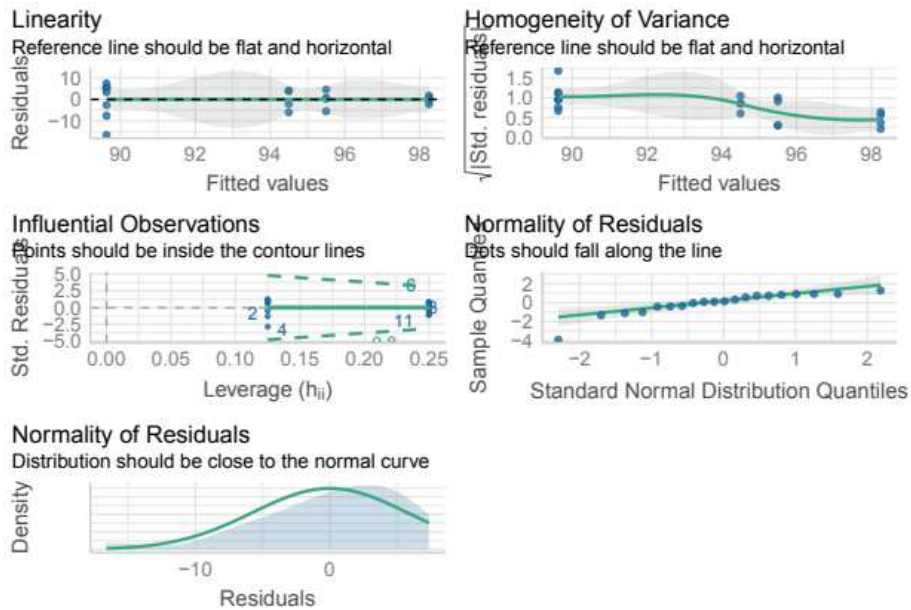 Linearity
Reference line should be flat and horizontal
Residuals
10
0
−10
90 92 94 96 98
Fitted values
Homogeneity of Variance
Reference line should be flat and horizontal
√|Std. residuals|
1.5
1.0
0.5
0.0
90 92 94 96 98
Fitted values
Influential Observations
Points should be inside the contour lines
Std. Residuals
5.0
2.5
0.0
−2.5
−5.0
2
4
6
11
3
0.00 0.05 0.10 0.15 0.20 0.25
Leverage (hii)
Normality of Residuals
Dots should fall along the line
Sample Quantiles
2
0
−2
−4
−2 −1 0 1 2
Standard Normal Distribution Quantiles
Normality of Residuals
Distribution should be close to the normal curve
Density
−10 0
Residuals